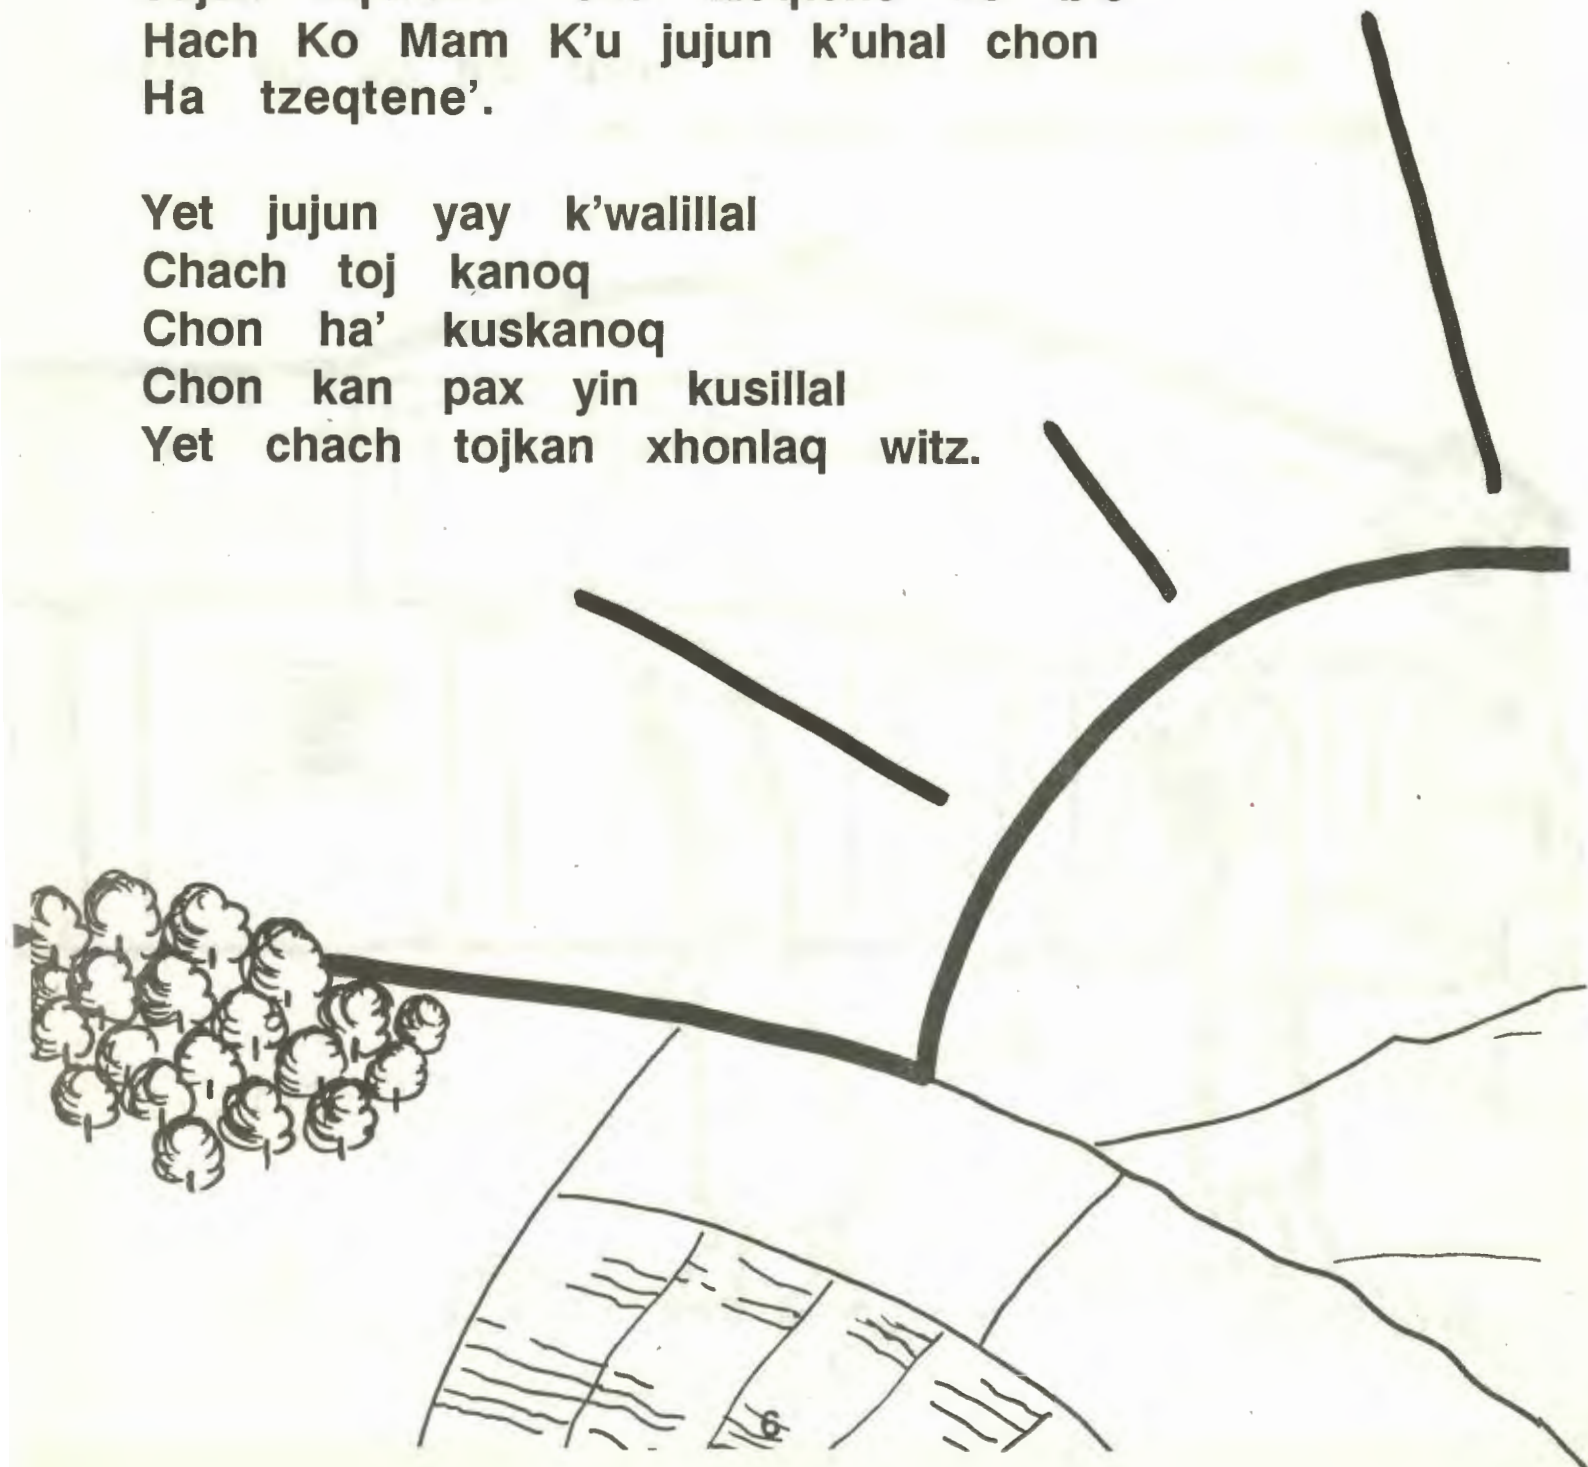 Hach Ko Mam K'u jujun k'uhal chon
Ha tzeqtene'.
Yet jujun yay k'walillal
Chach toj kanoq
Chon ha' kuskanoq
Chon kan pax yin kusillal
Yet chach tojkan xhonlaq witz.
6